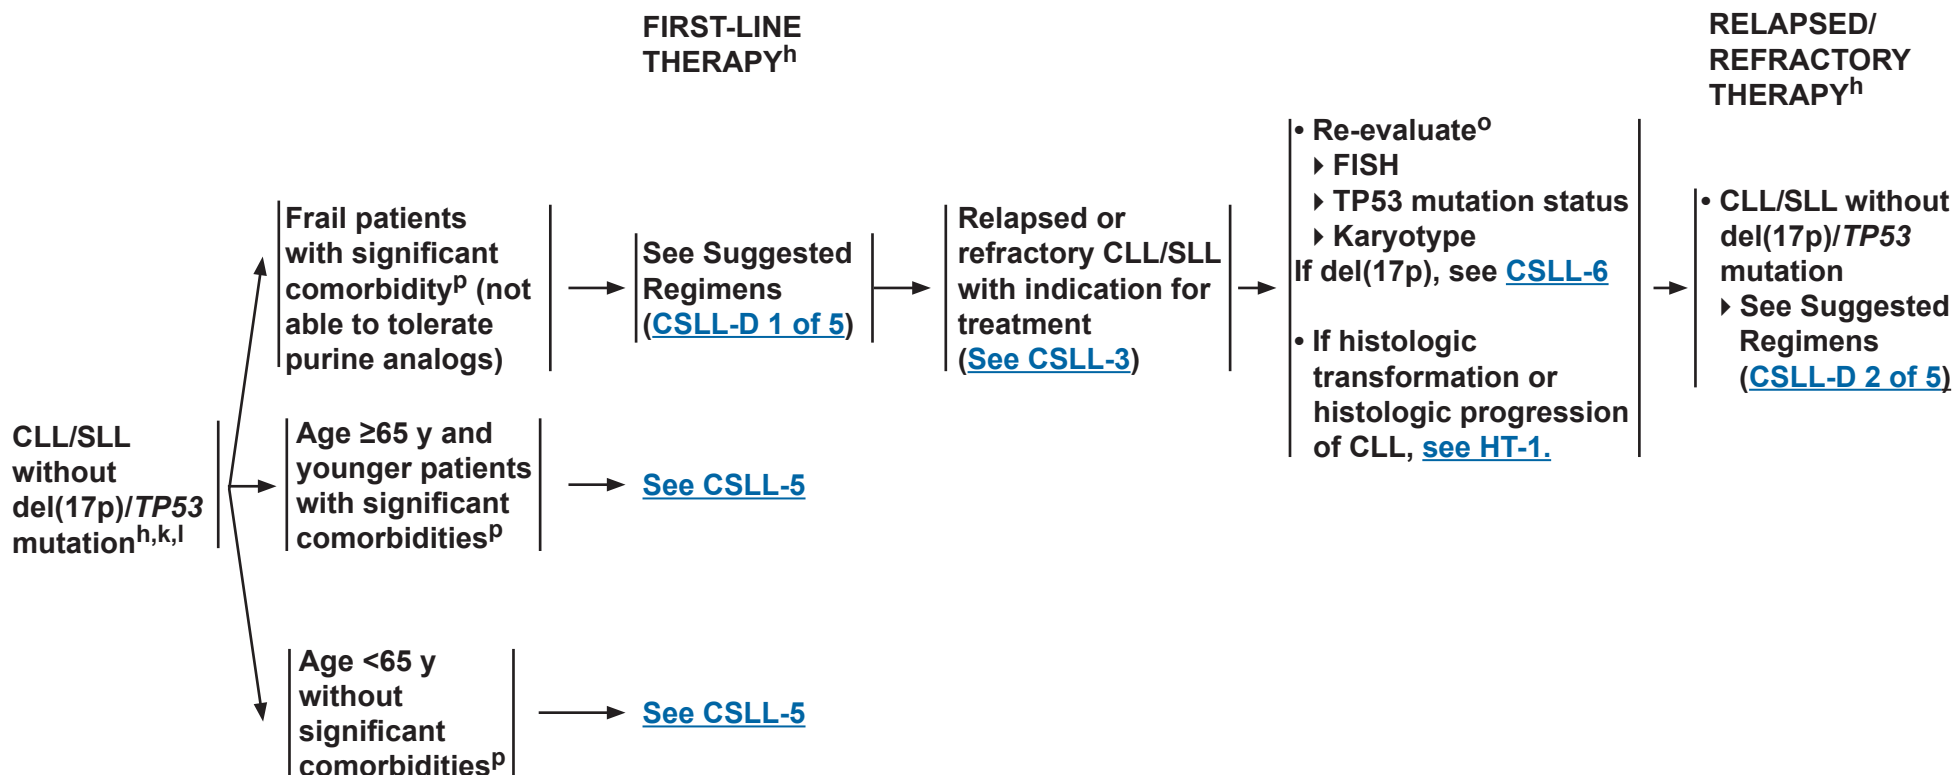 FIRST-LINE
THERAPYh
RELAPSED/
REFRACTORY
THERAPYh
CLL/SLL
without
del(17p)/TP53
mutationh,k,l
Frail patients
with significant
comorbidityp (not
able to tolerate
purine analogs)
See Suggested
Regimens
(CSLL-D 1 of 5)
Relapsed or
refractory CLL/SLL
with indication for
treatment
(See CSLL-3)
• Re-evaluateo
▸ FISH
▸ TP53 mutation status
▸ Karyotype
If del(17p), see CSLL-6
• If histologic
transformation or
histologic progression
of CLL, see HT-1.
• CLL/SLL without
del(17p)/TP53
mutation
▸ See Suggested
Regimens
(CSLL-D 2 of 5)
Age ≥65 y and
younger patients
with significant
comorbiditiesp
See CSLL-5
Age <65 y
without
significant
comorbiditiesp
See CSLL-5